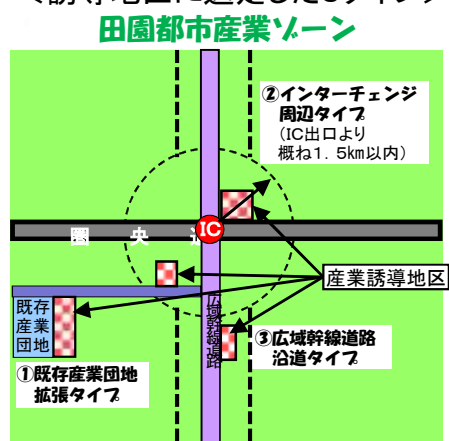 田園都市産業ゾーン
②インターチェンジ
周辺タイプ
(IC出口より
概ね1.5km以内)
IC
圏央道
産業誘導地区
既存
産業
団地
広域幹線道路
③広域幹線道路
沿道タイプ
①既存産業団地
拡張タイプ